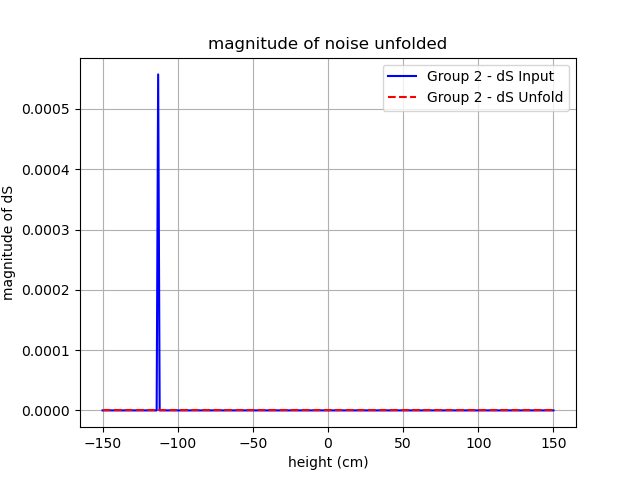 magnitude of noise unfolded
Group 2 - dS Input
Group 2 - dS Unfold
magnitude of dS
0.0005
0.0004
0.0003
0.0002
0.0001
0.0000
−150 −100 −50 0 50 100 150
height (cm)